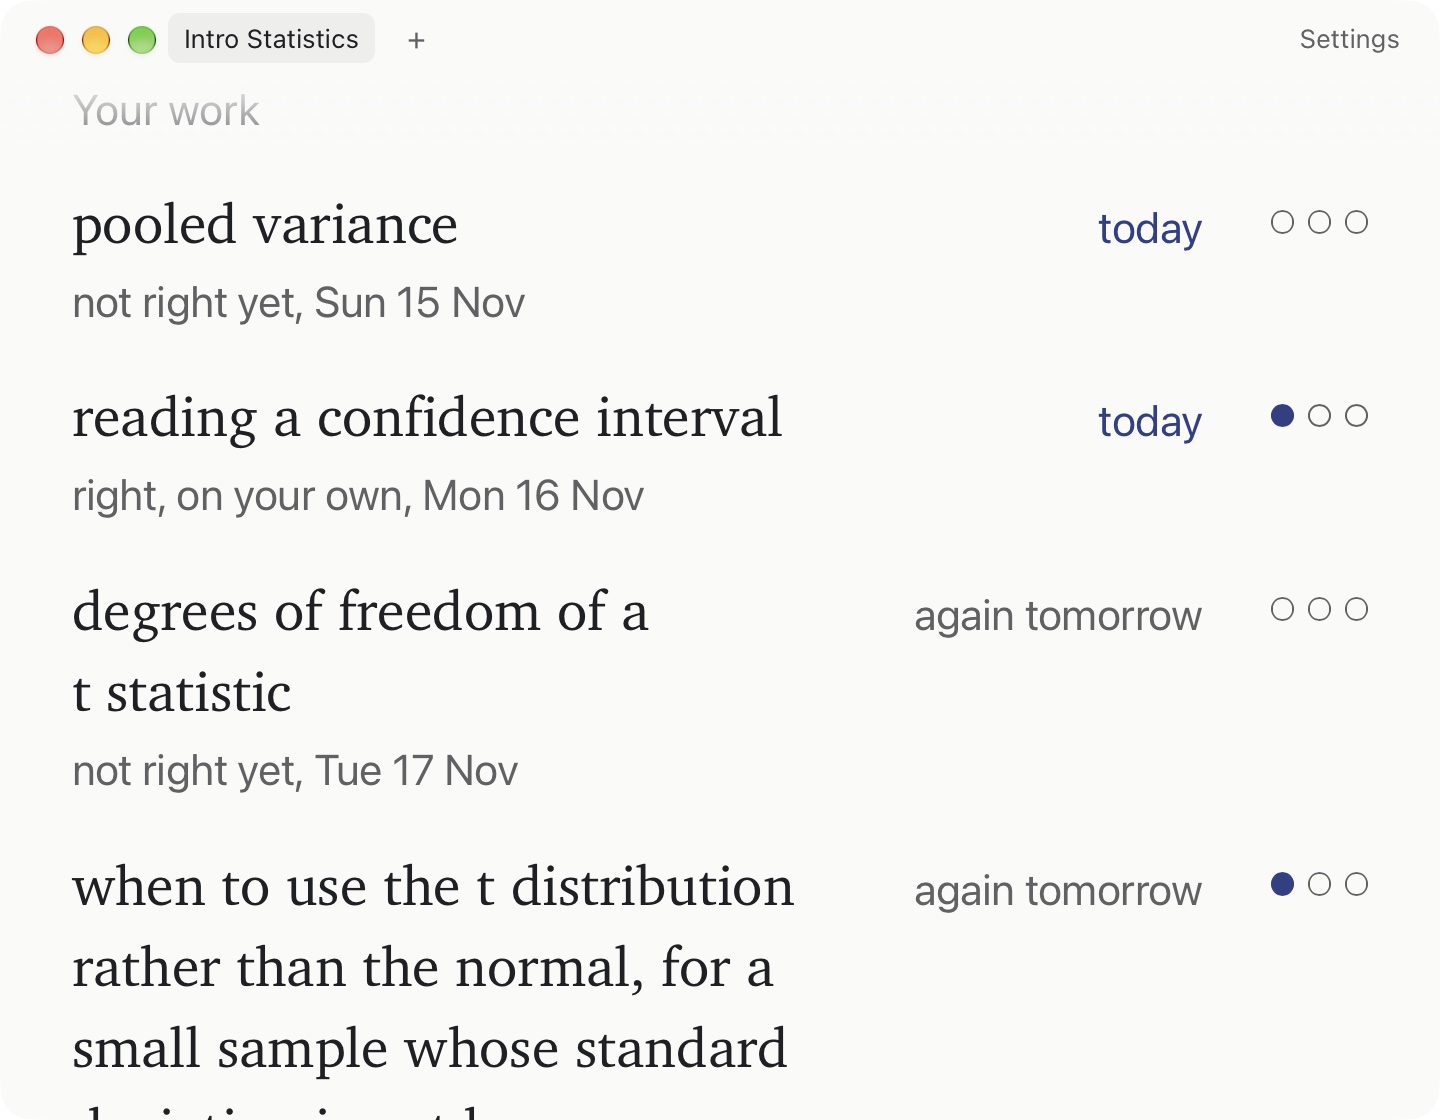 Intro Statistics
+
Settings
Your work
pooled variance
today
not right yet, Sun 15 Nov
reading a confidence interval
today
right, on your own, Mon 16 Nov
degrees of freedom of a
again tomorrow
t statistic
not right yet, Tue 17 Nov
when to use the t distribution
again tomorrow
rather than the normal, for a
small sample whose standard